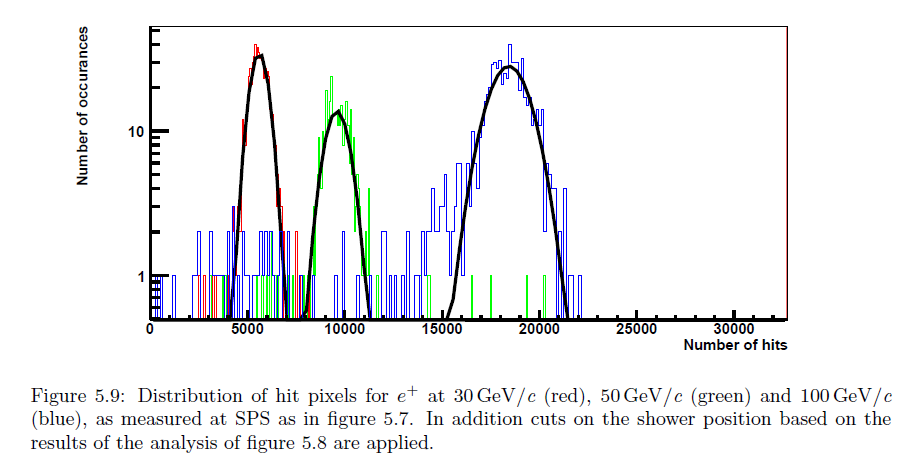 Number of occurances
10
1
0 5000 10000 15000 20000 25000 30000
Number of hits
Figure 5.9: Distribution of hit pixels for e⁺ at 30 GeV/c (red), 50 GeV/c (green) and 100 GeV/c
(blue), as measured at SPS as in figure 5.7. In addition cuts on the shower position based on the
results of the analysis of figure 5.8 are applied.